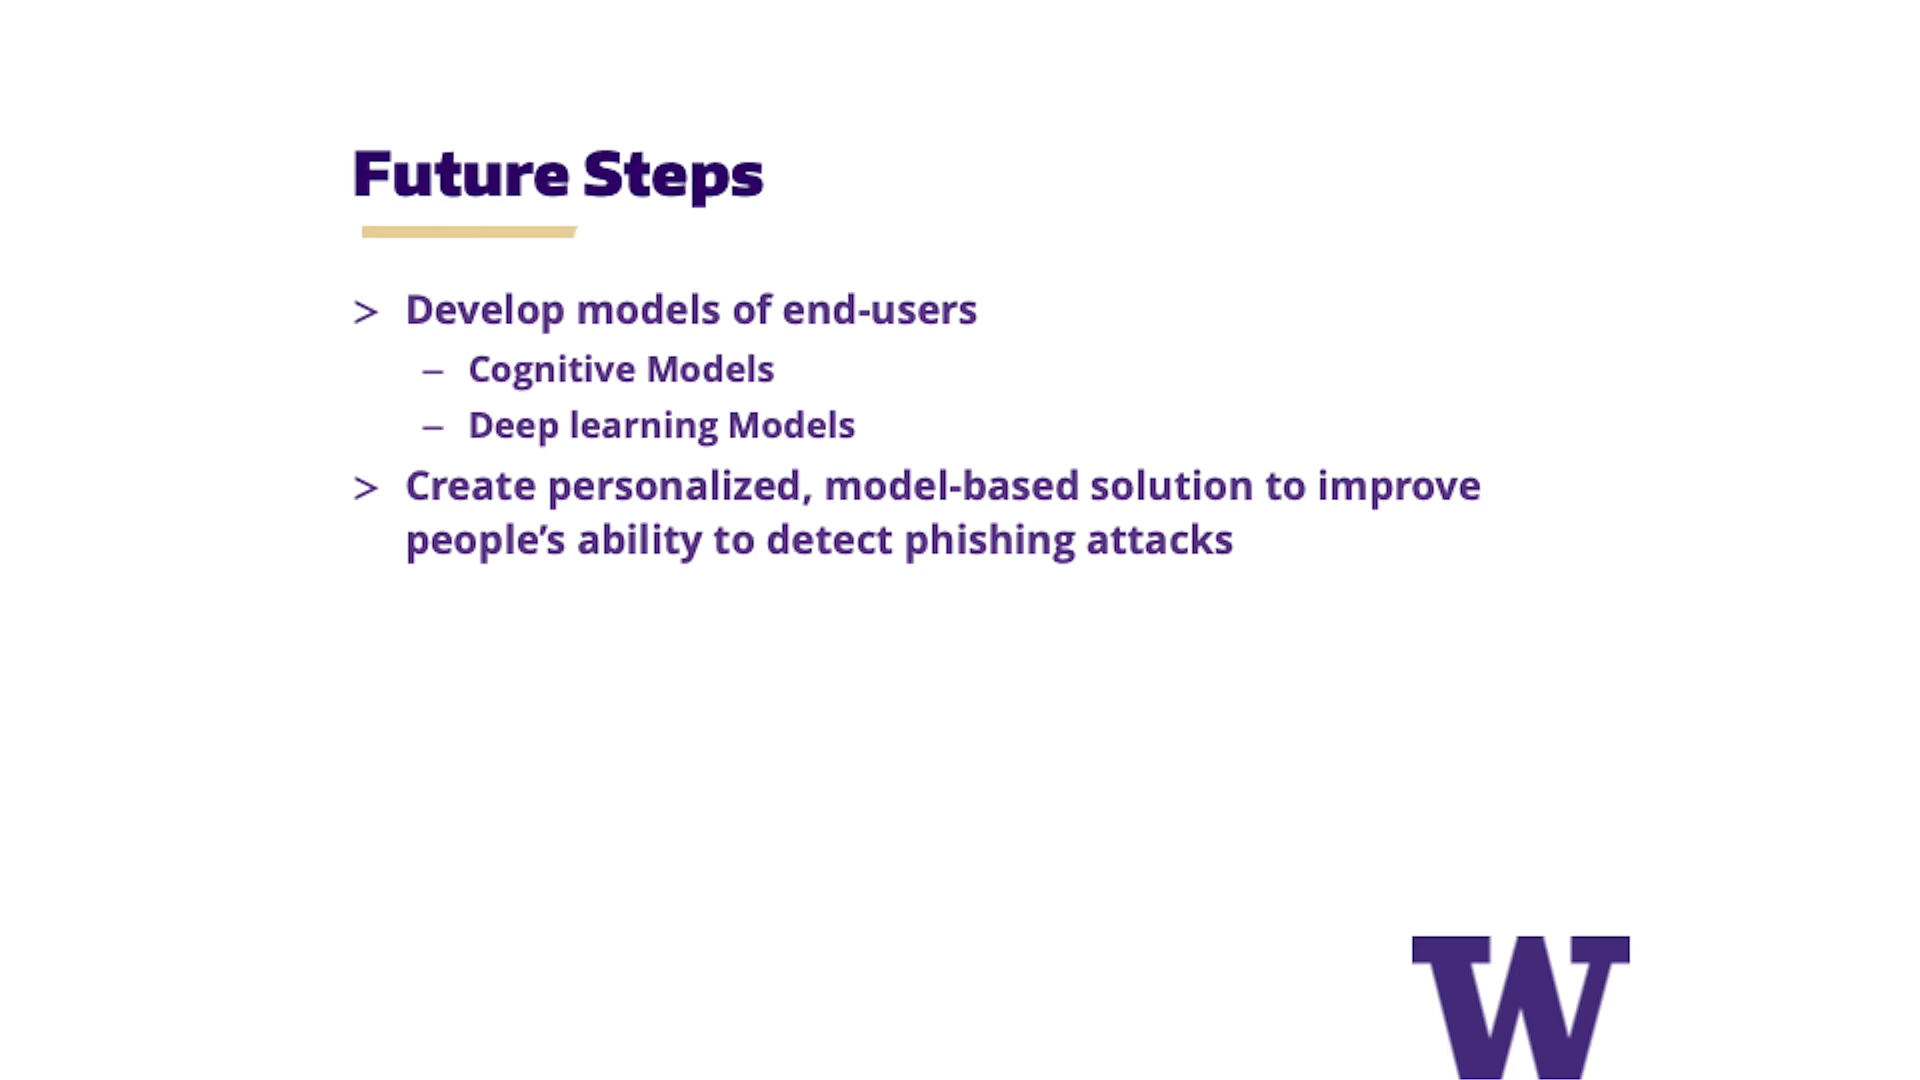 Future Steps
> Develop models of end-users
– Cognitive Models
– Deep learning Models
> Create personalized, model-based solution to improve
people’s ability to detect phishing attacks
W